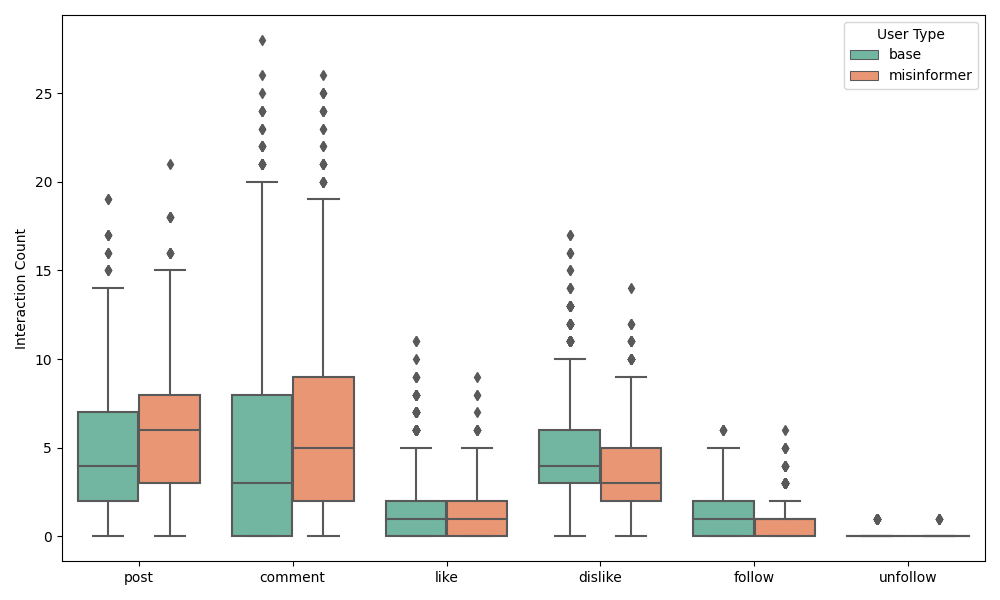 User Type
base
misinformer
Interaction Count
25
20
15
10
5
0
post comment like dislike follow unfollow